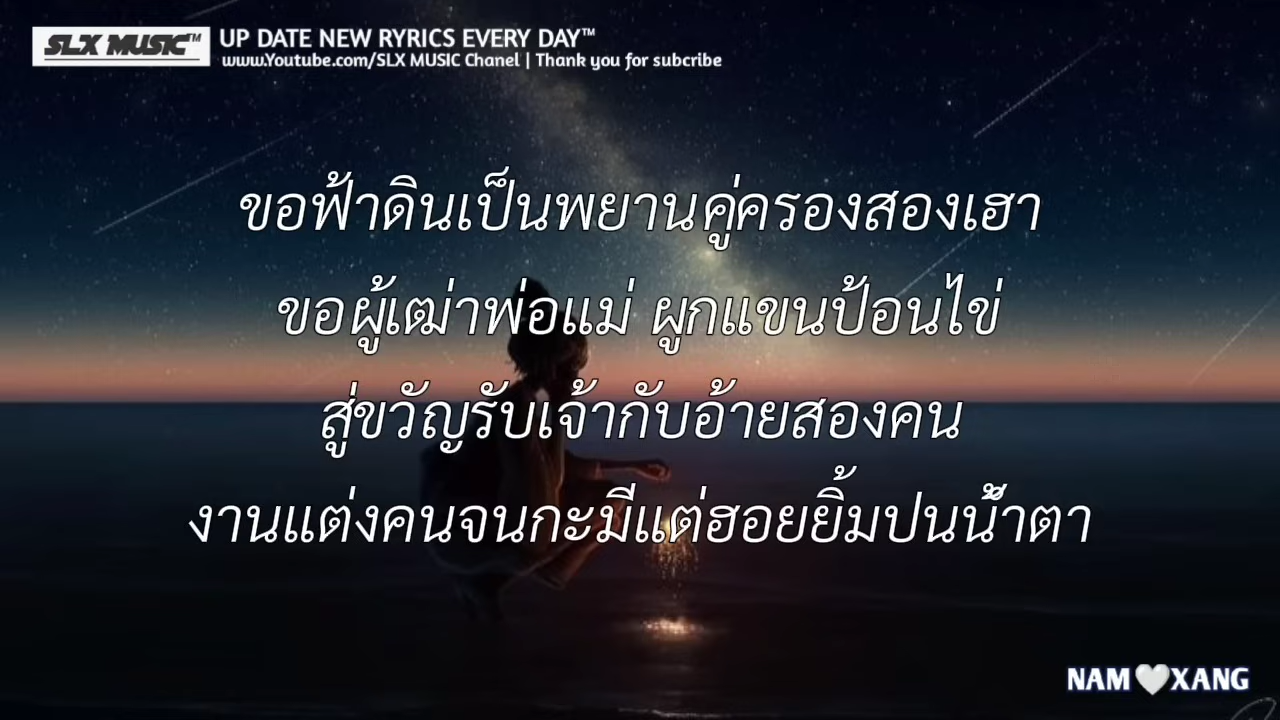 SLX MUSIC™
UP DATE NEW RYRICS EVERY DAY™
www.Youtube.com/SLX MUSIC Chanel | Thank you for subcribe
ขอฟ้าดินเป็นพยานคู่ครองสองเฮา
ขอผู้เฒ่าพ่อแม่ ผูกแขนป้อนไข่
สู่ขวัญรับเจ้ากับอ้ายสองคน
งานแต่งคนจนกะมีแต่ฮอยยิ้มปนน้ำตา
NAM🤍XANG